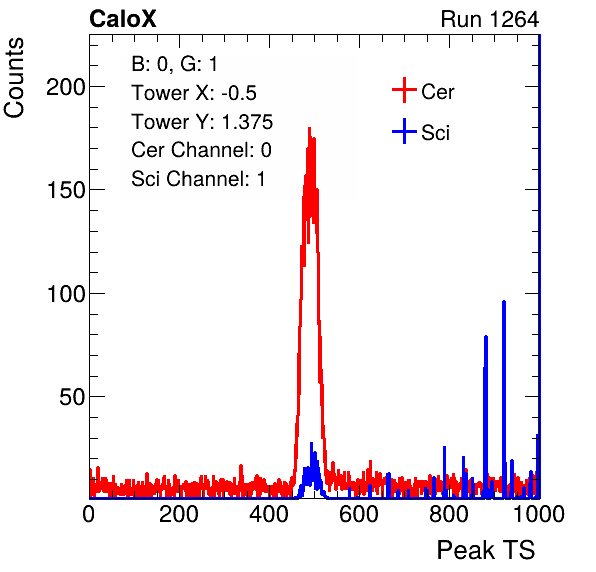 CaloX
Run 1264
Counts
B: 0, G: 1
Tower X: -0.5
Tower Y: 1.375
Cer Channel: 0
Sci Channel: 1
Cer
Sci
200
150
100
50
0 200 400 600 800 1000
Peak TS